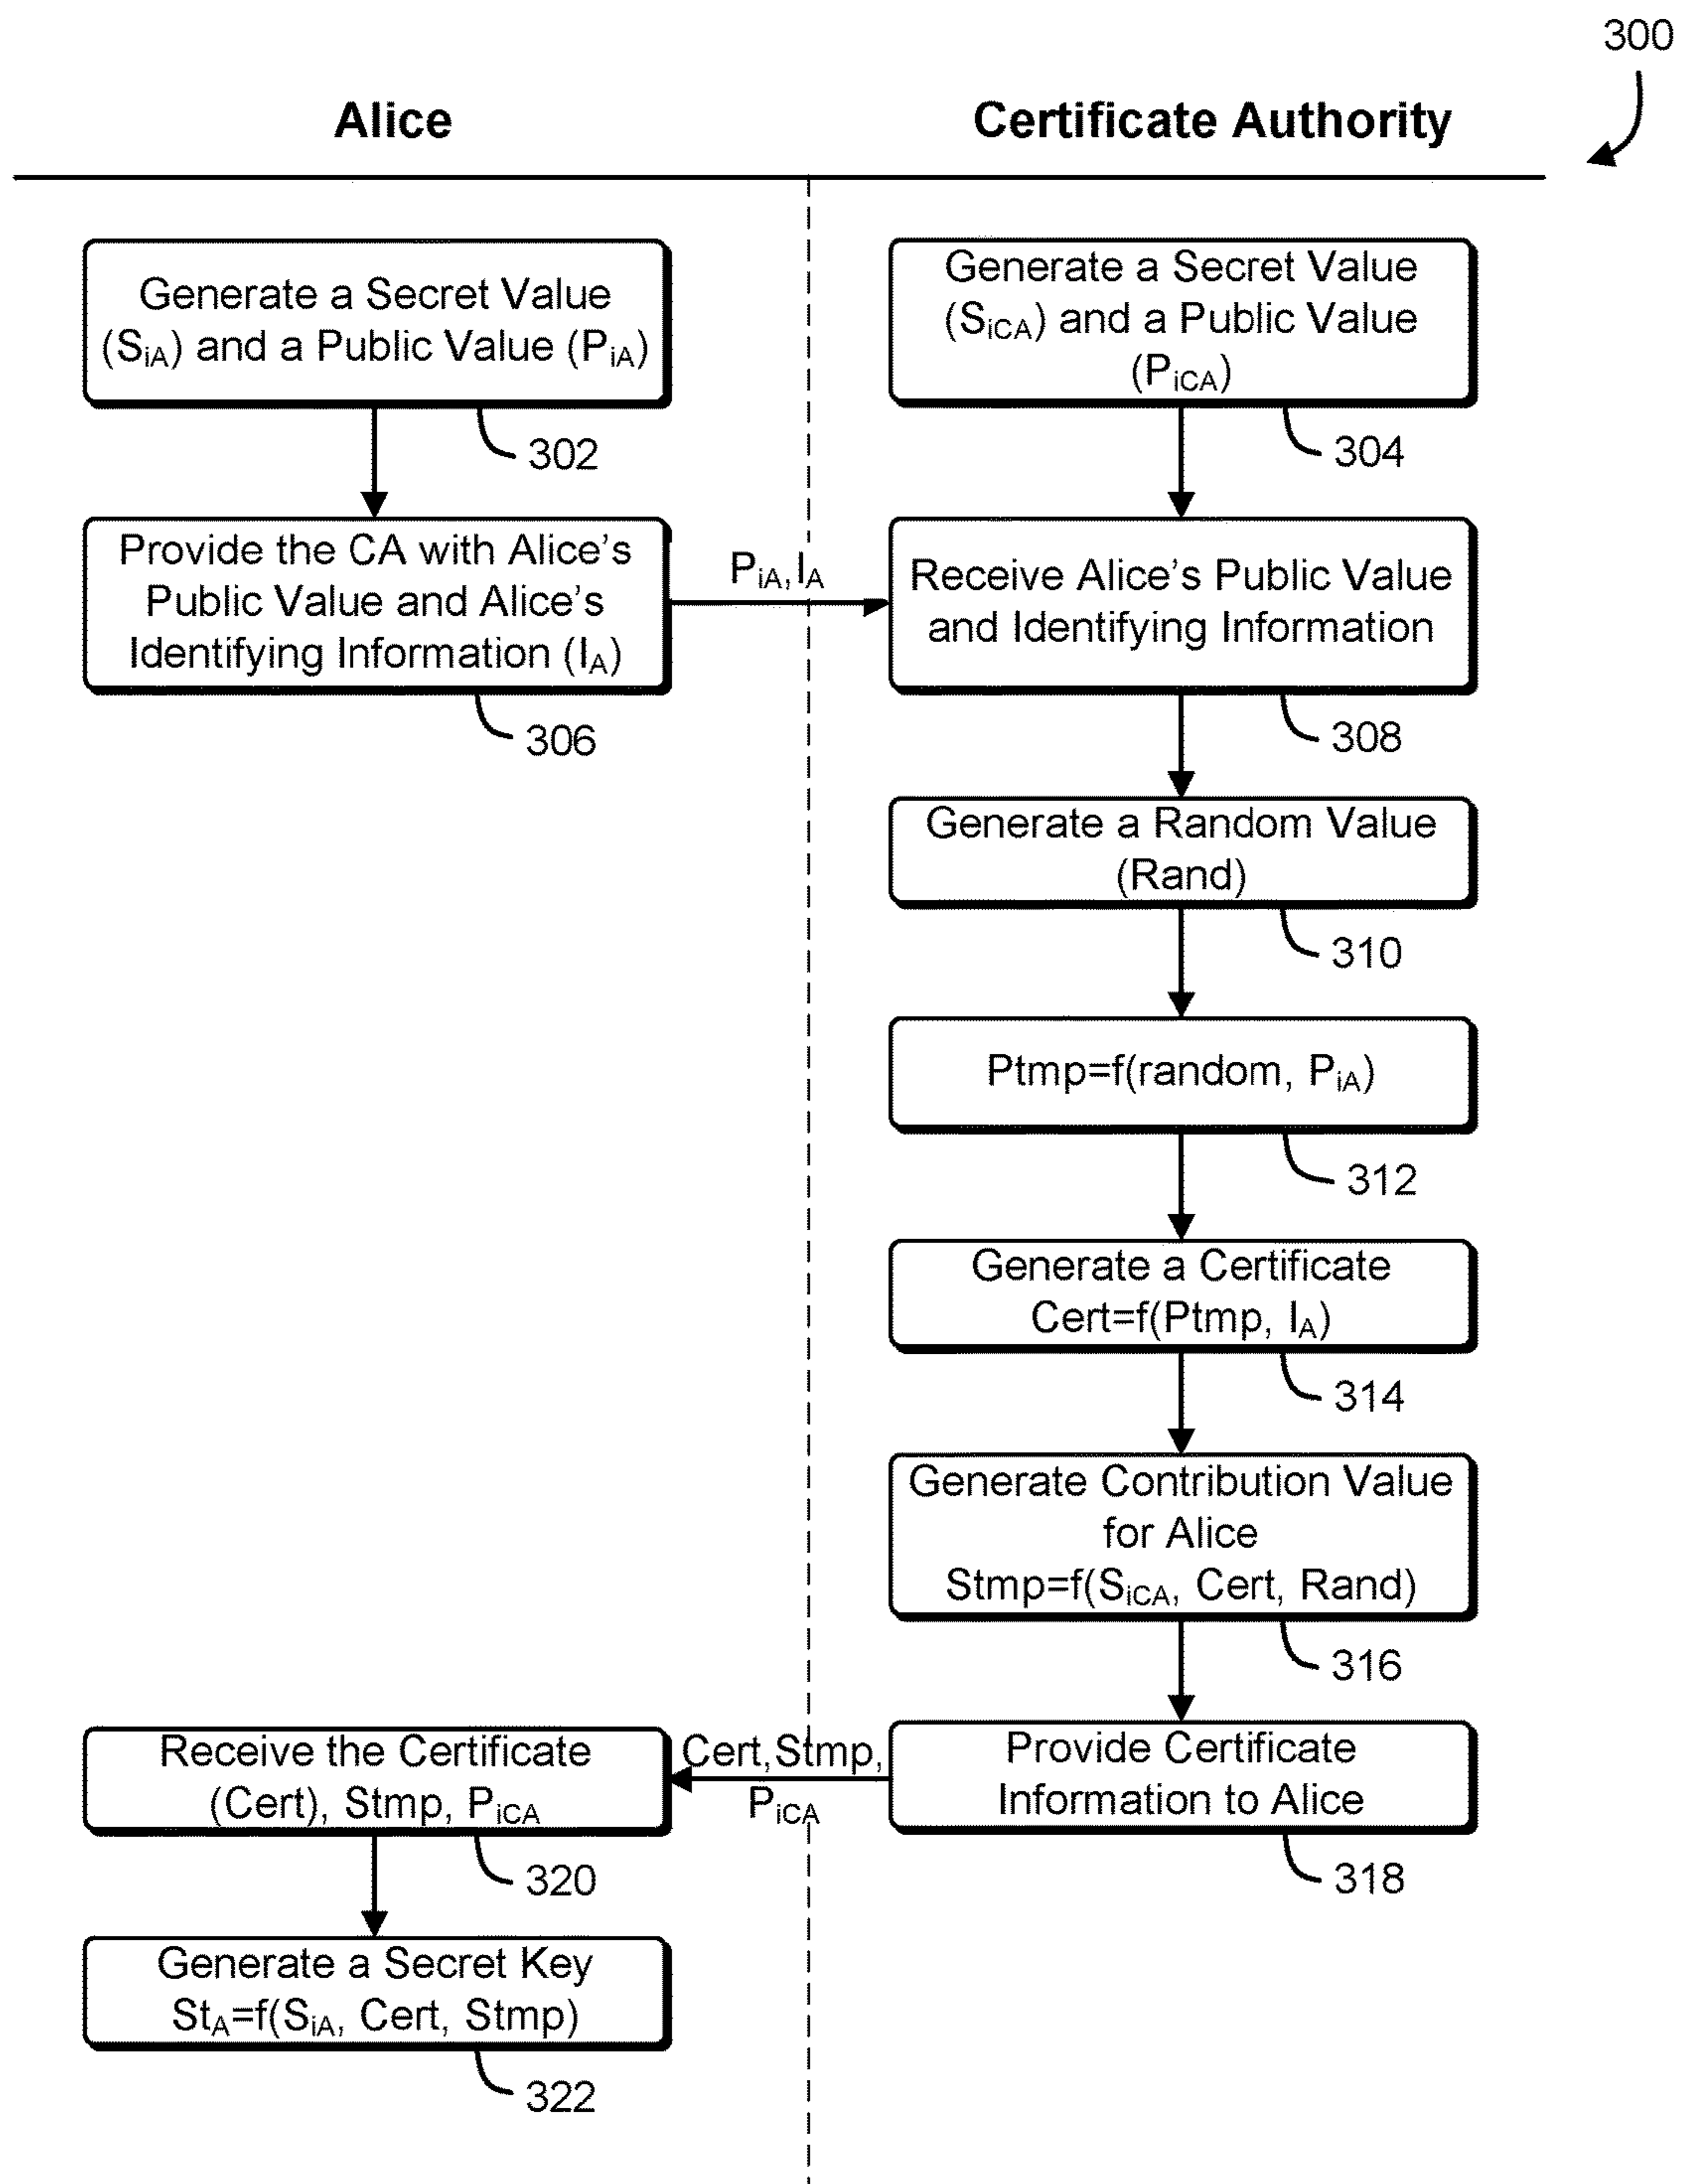 300
Alice
Certificate Authority
Generate a Secret Value
(SiA) and a Public Value (PiA)
302
Generate a Secret Value
(SiCA) and a Public Value
(PiCA)
304
Provide the CA with Alice's
Public Value and Alice's
Identifying Information (IA)
306
PiA,IA
Receive Alice's Public Value
and Identifying Information
308
Generate a Random Value
(Rand)
310
Ptmp=f(random, PiA)
312
Generate a Certificate
Cert=f(Ptmp, IA)
314
Generate Contribution Value
for Alice
Stmp=f(SiCA, Cert, Rand)
316
Provide Certificate
Information to Alice
318
Cert,Stmp,
PiCA
Receive the Certificate
(Cert), Stmp, PiCA
320
Generate a Secret Key
StA=f(SiA, Cert, Stmp)
322